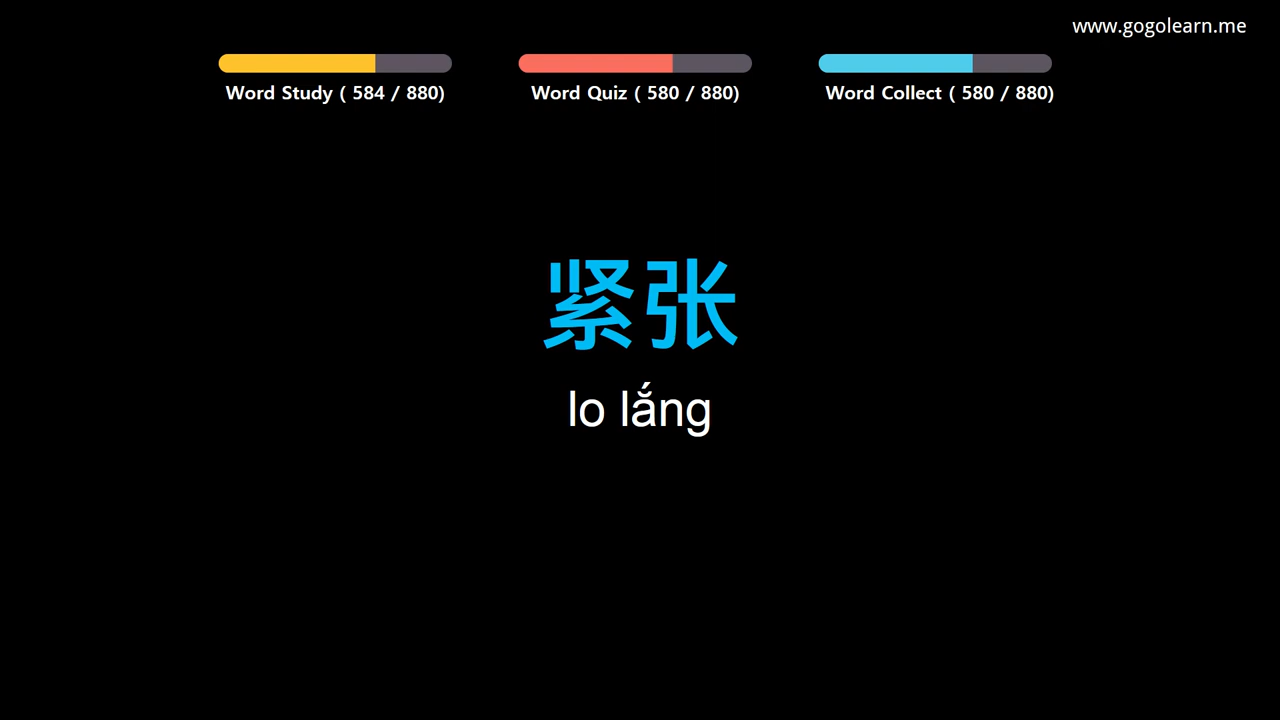 www.gogolearn.me
Word Study ( 584 / 880)
Word Quiz ( 580 / 880)
Word Collect ( 580 / 880)
紧张
lo lắng